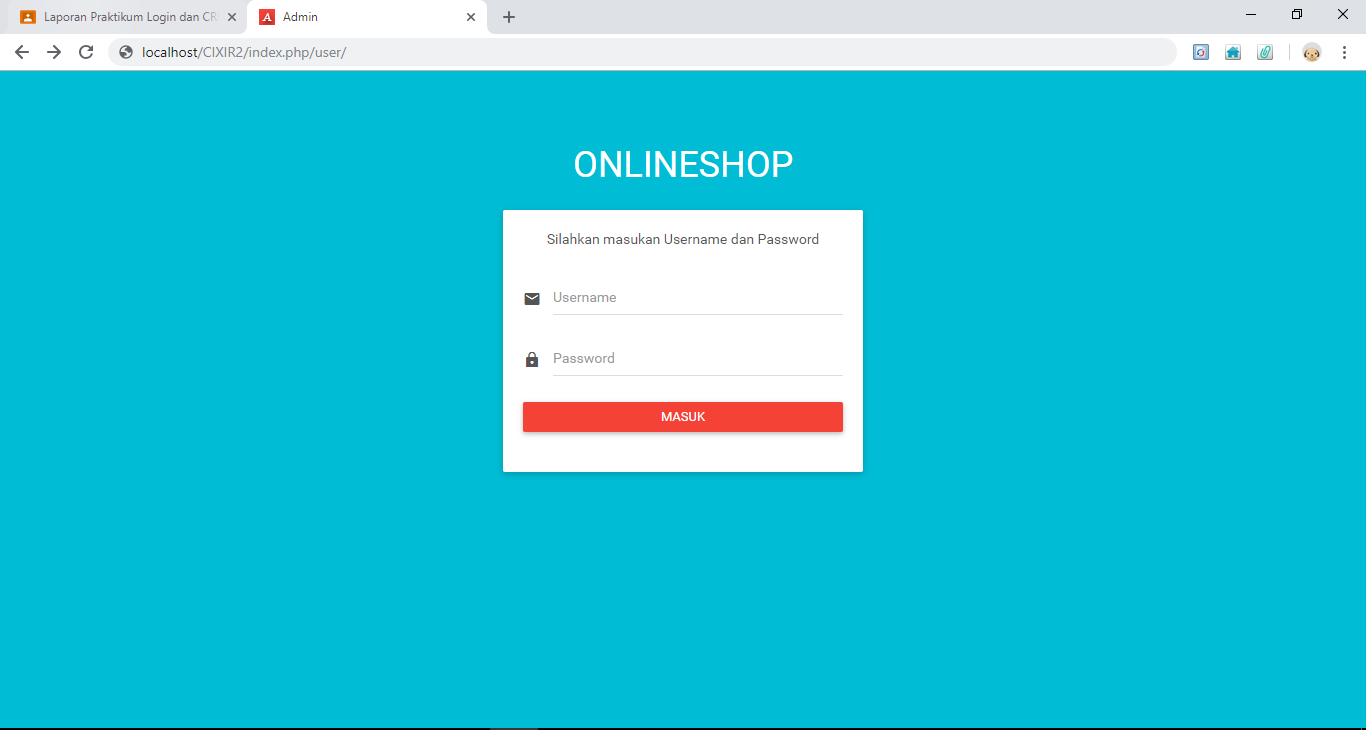 Laporan Praktikum Login dan CR
Admin
localhost/CIXIR2/index.php/user/
ONLINESHOP
Silahkan masukan Username dan Password
Username
Password
MASUK